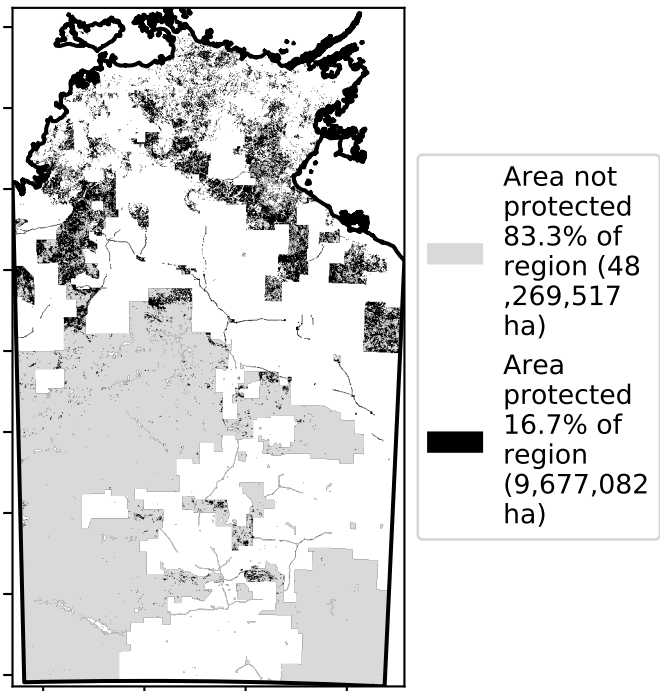 Area not
protected
83.3% of
region (48
,269,517
ha)
Area
protected
16.7% of
region
(9,677,082
ha)